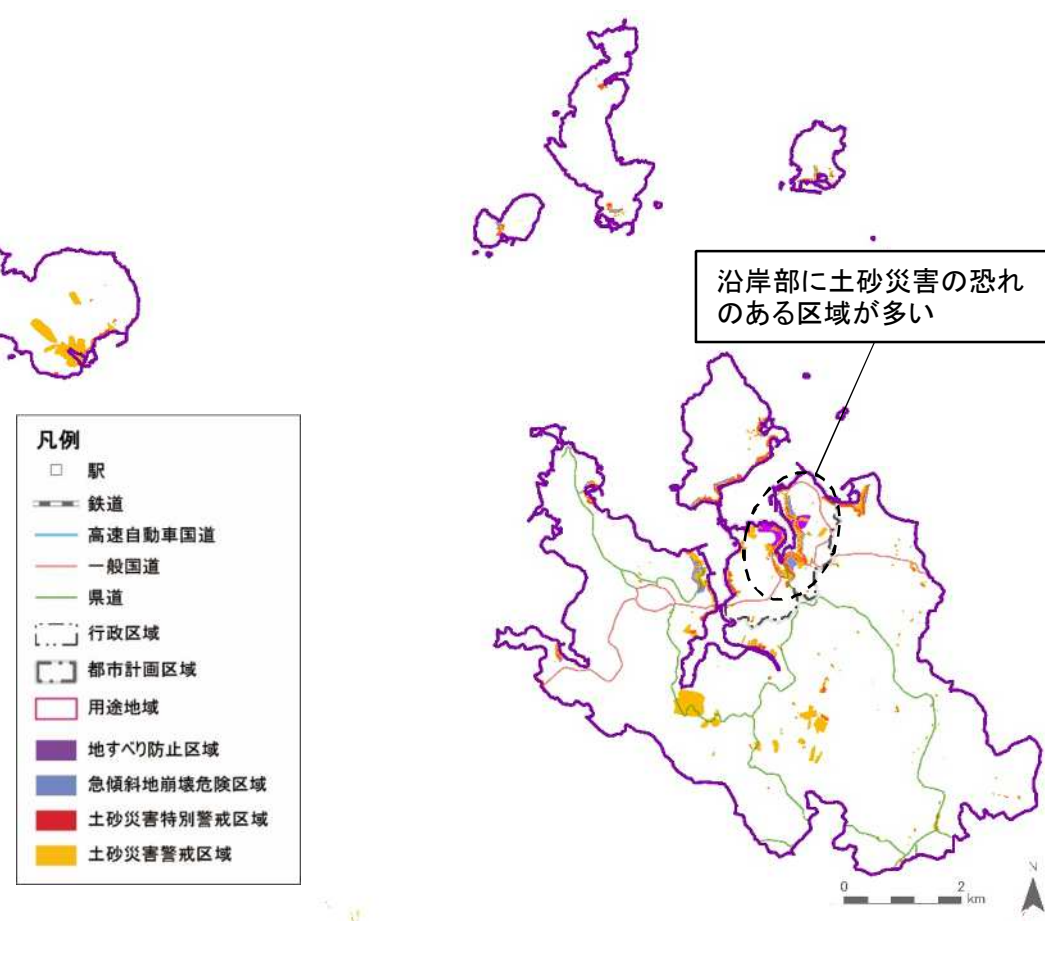 沿岸部に土砂災害の恐れ
のある区域が多い
凡例
駅
鉄道
高速自動車国道
一般国道
県道
行政区域
都市計画区域
用途地域
地すべり防止区域
急傾斜地崩壊危険区域
土砂災害特別警戒区域
土砂災害警戒区域
0 2
km
N